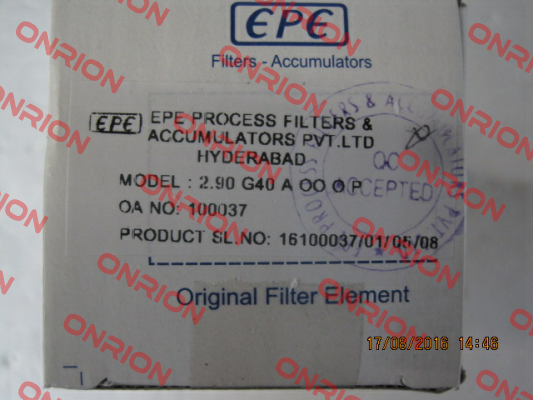 EPE
Filters - Accumulators
EPE EPE PROCESS FILTERS &
ACCUMULATORS PVT.LTD
HYDERABAD
MODEL : 2.90 G40 A OO O P
OA NO: 100037
PRODUCT SL.NO: 16100037/01/05/08
QC
ACCEPTED
Original Filter Element
17/08/2016 14:46
ONRION